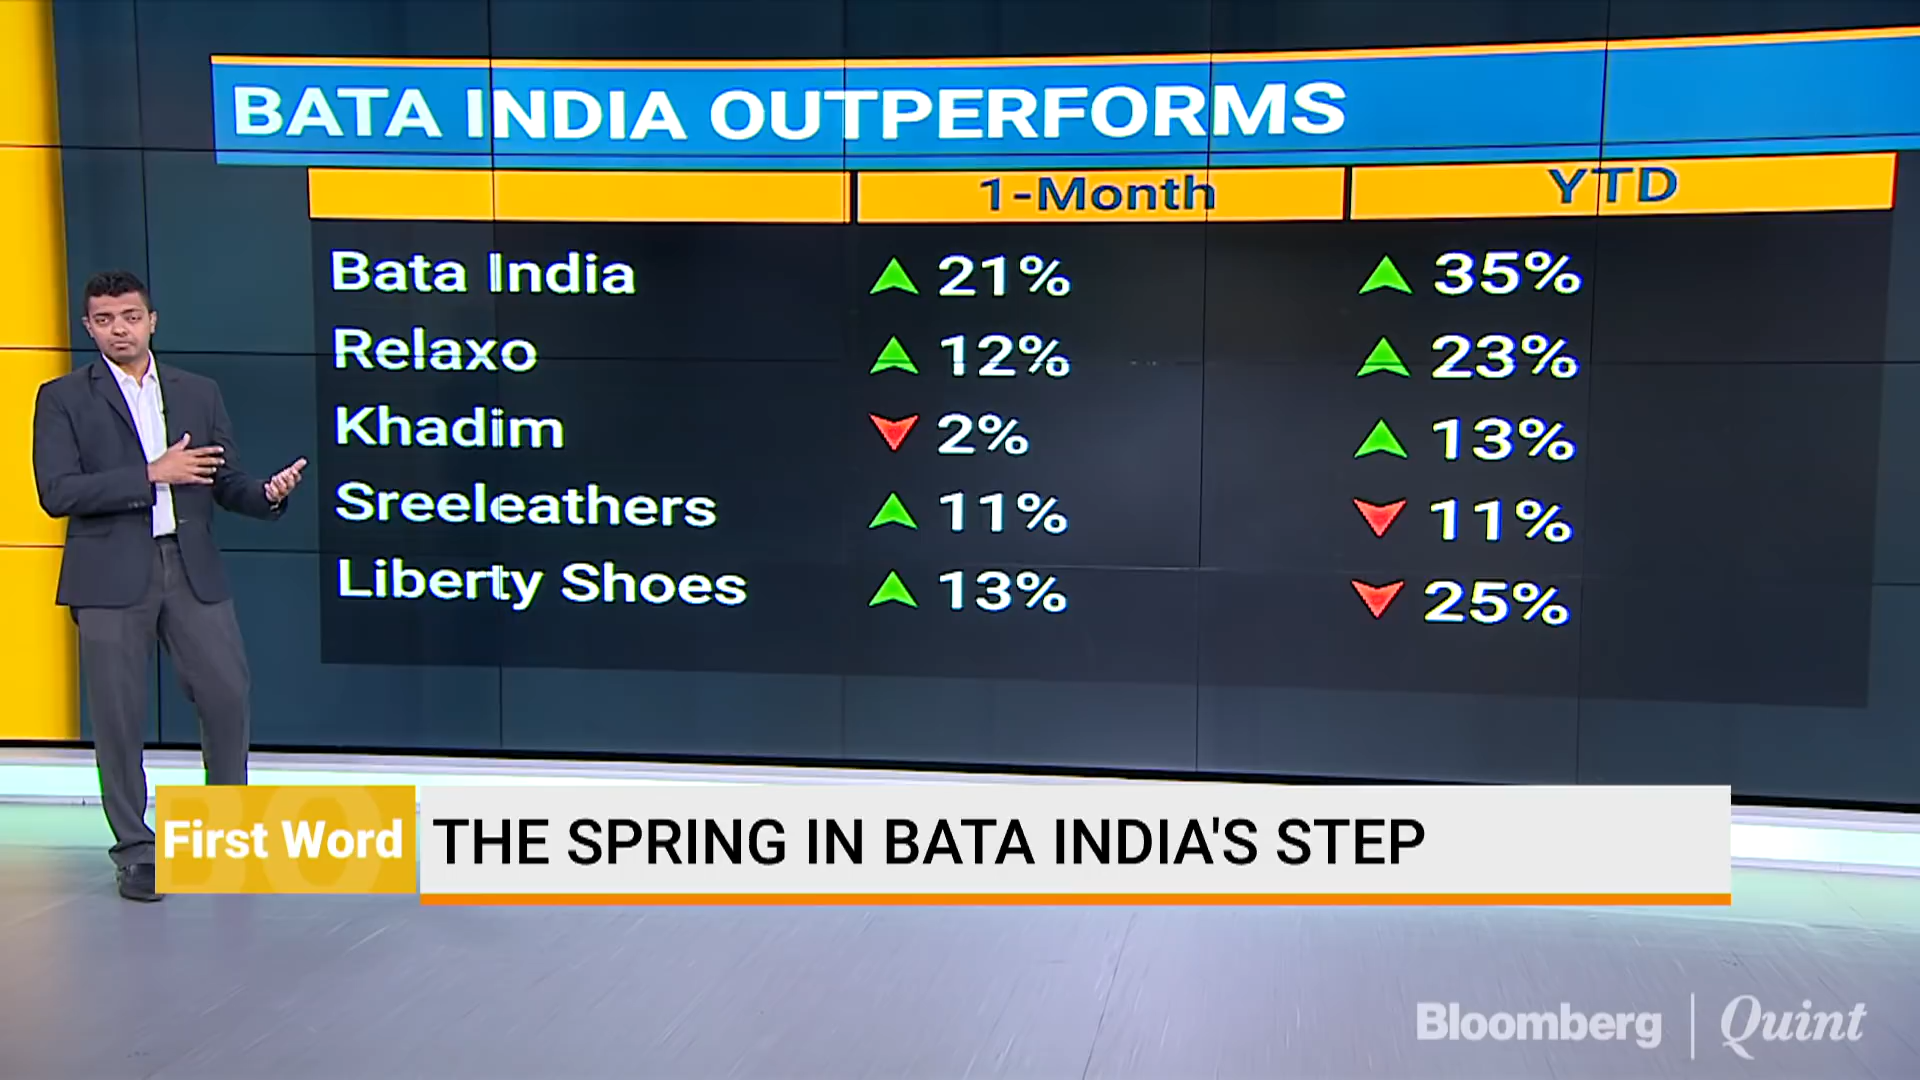 BATA INDIA OUTPERFORMS
1-Month YTD
Bata India 21% 35%
Relaxo 12% 23%
Khadim 2% 13%
Sreeleathers 11% 11%
Liberty Shoes 13% 25%
First Word THE SPRING IN BATA INDIA'S STEP
Bloomberg | Quint